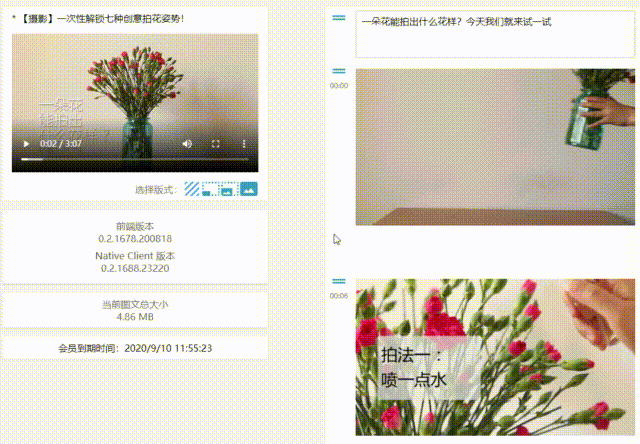 * 【摄影】一次性解锁七种创意拍花姿势！
一朵花
能拍出
什么花样？
0:02 / 3:07
选择版式：
前端版本
0.2.1678.200818
Native Client 版本
0.2.1688.23220
当前图文总大小
4.86 MB
会员到期时间：2020/9/10 11:55:23
一朵花能拍出什么花样？今天我们就来试一试
00:00
00:06
拍法一：
喷一点水